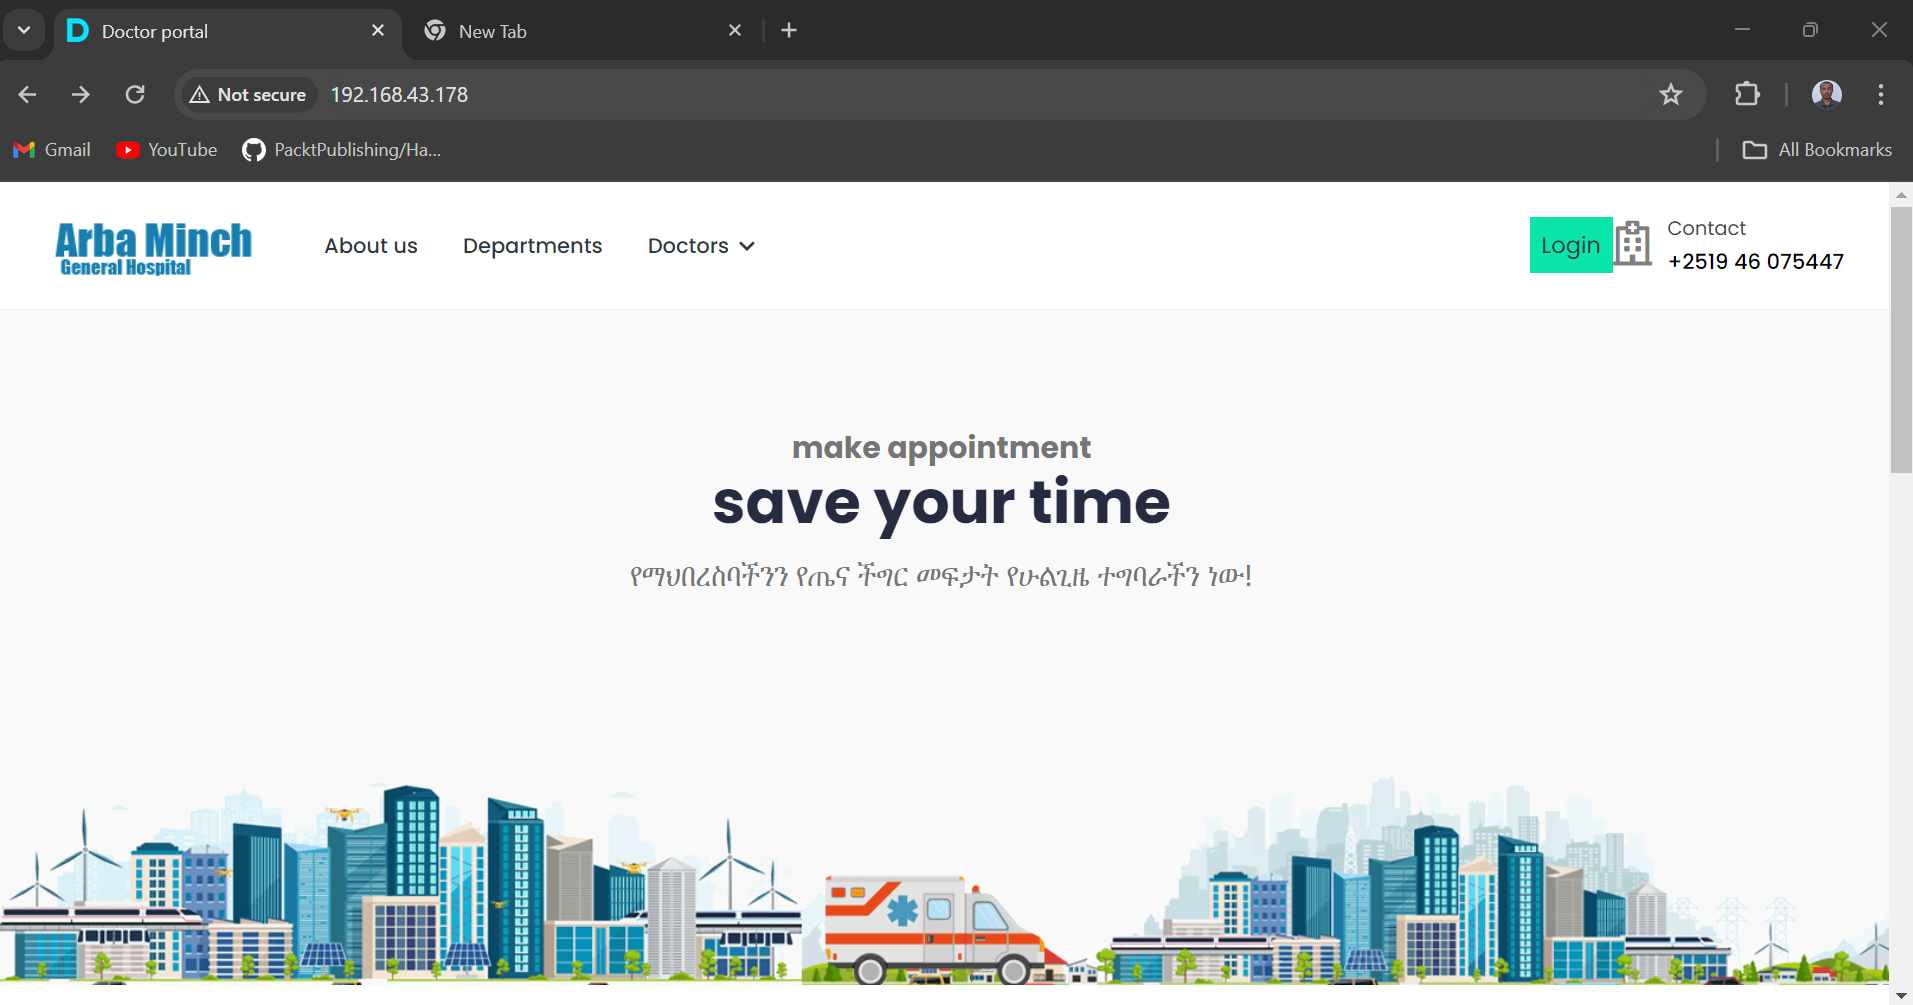 Doctor portal
New Tab
Not secure
192.168.43.178
Gmail
YouTube
PacktPublishing/Ha...
All Bookmarks
Arba Minch
General Hospital
About us
Departments
Doctors
Login
Contact
+2519 46 075447
make appointment
save your time
የማህበረስባችንን የጤና ችግር መፍታት የሁልጊዜ ተግባራችን ነው!